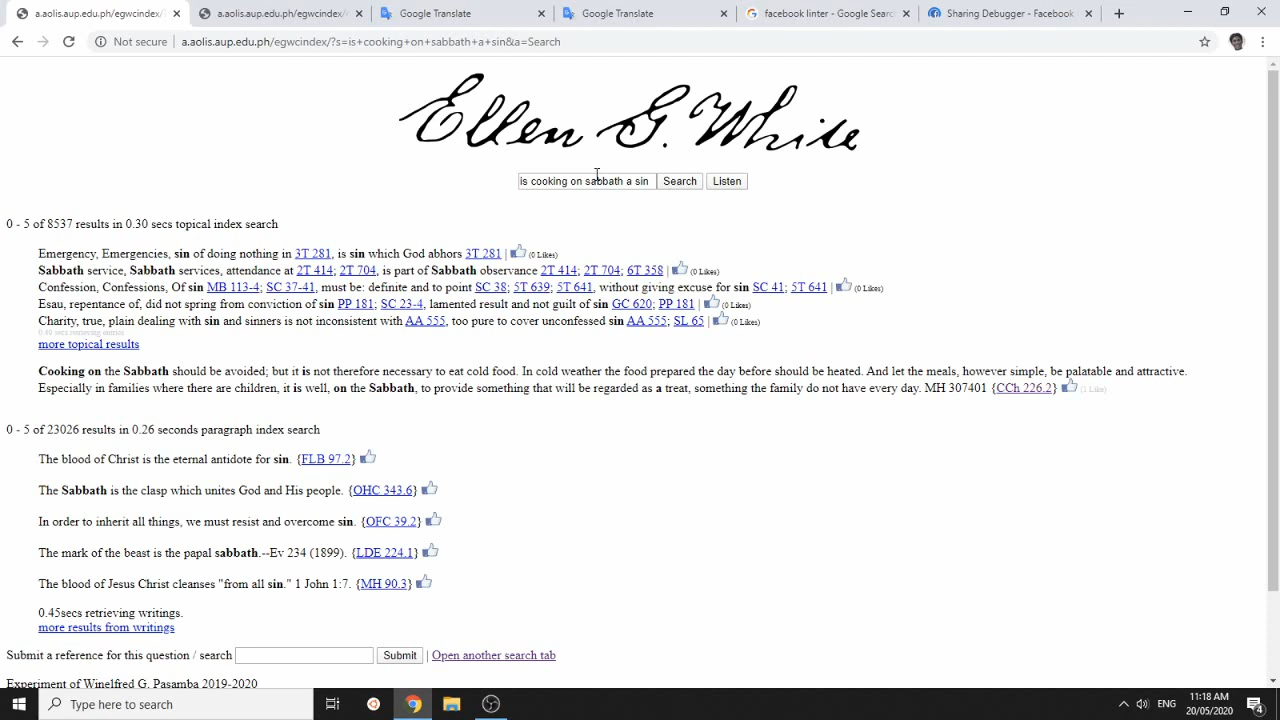 a.aolis.aup.ph/egwcindex/?s=is+
a.aolis.aup.ph/egwcindex/
Google Translate
Google Translate
facebook linter - Google Searc
Sharing Debugger - Facebook
Not secure | a.aolis.aup.ph/egwcindex/?s=is+cooking+on+sabbath+a+sin&a=Search
Ellen G. White
is cooking on sabbath a sin Search Listen
0 - 5 of 8537 results in 0.30 secs topical index search
Emergency, Emergencies, sin of doing nothing in 3T 281, is sin which God abhors 3T 281 | (0 Likes)
Sabbath service, Sabbath services, attendance at 2T 414; 2T 704, is part of Sabbath observance 2T 414; 2T 704; 6T 358 | (0 Likes)
Confession, Confessions, Of sin MB 113-4; SC 37-41, must be: definite and to point SC 38; 5T 639; 5T 641, without giving excuse for sin SC 41; 5T 641 | (0 Likes)
Esau, repentance of, did not spring from conviction of sin PP 181; SC 23-4, lamented result and not guilt of sin GC 620; PP 181 | (0 Likes)
Charity, true, plain dealing with sin and sinners is not inconsistent with AA 555, too pure to cover unconfessed sin AA 555; SL 65 | (0 Likes)
0.40 secs retrieving entries
more topical results
Cooking on the Sabbath should be avoided; but it is not therefore necessary to eat cold food. In cold weather the food prepared the day before should be heated. And let the meals, however simple, be palatable and attractive.
Especially in families where there are children, it is well, on the Sabbath, to provide something that will be regarded as a treat, something the family do not have every day. MH 307401 {CCh 226.2} (1 Like)
0 - 5 of 23026 results in 0.26 seconds paragraph index search
The blood of Christ is the eternal antidote for sin. {FLB 97.2}
The Sabbath is the clasp which unites God and His people. {OHC 343.6}
In order to inherit all things, we must resist and overcome sin. {OFC 39.2}
The mark of the beast is the papal sabbath.--Ev 234 (1899). {LDE 224.1}
The blood of Jesus Christ cleanses "from all sin." 1 John 1:7. {MH 90.3}
0.45secs retrieving writings.
more results from writings
Submit a reference for this question / search Submit | Open another search tab
Experiment of Winelfred G. Pasamba 2019-2020
Type here to search
ENG
11:18 AM
20/05/2020
4